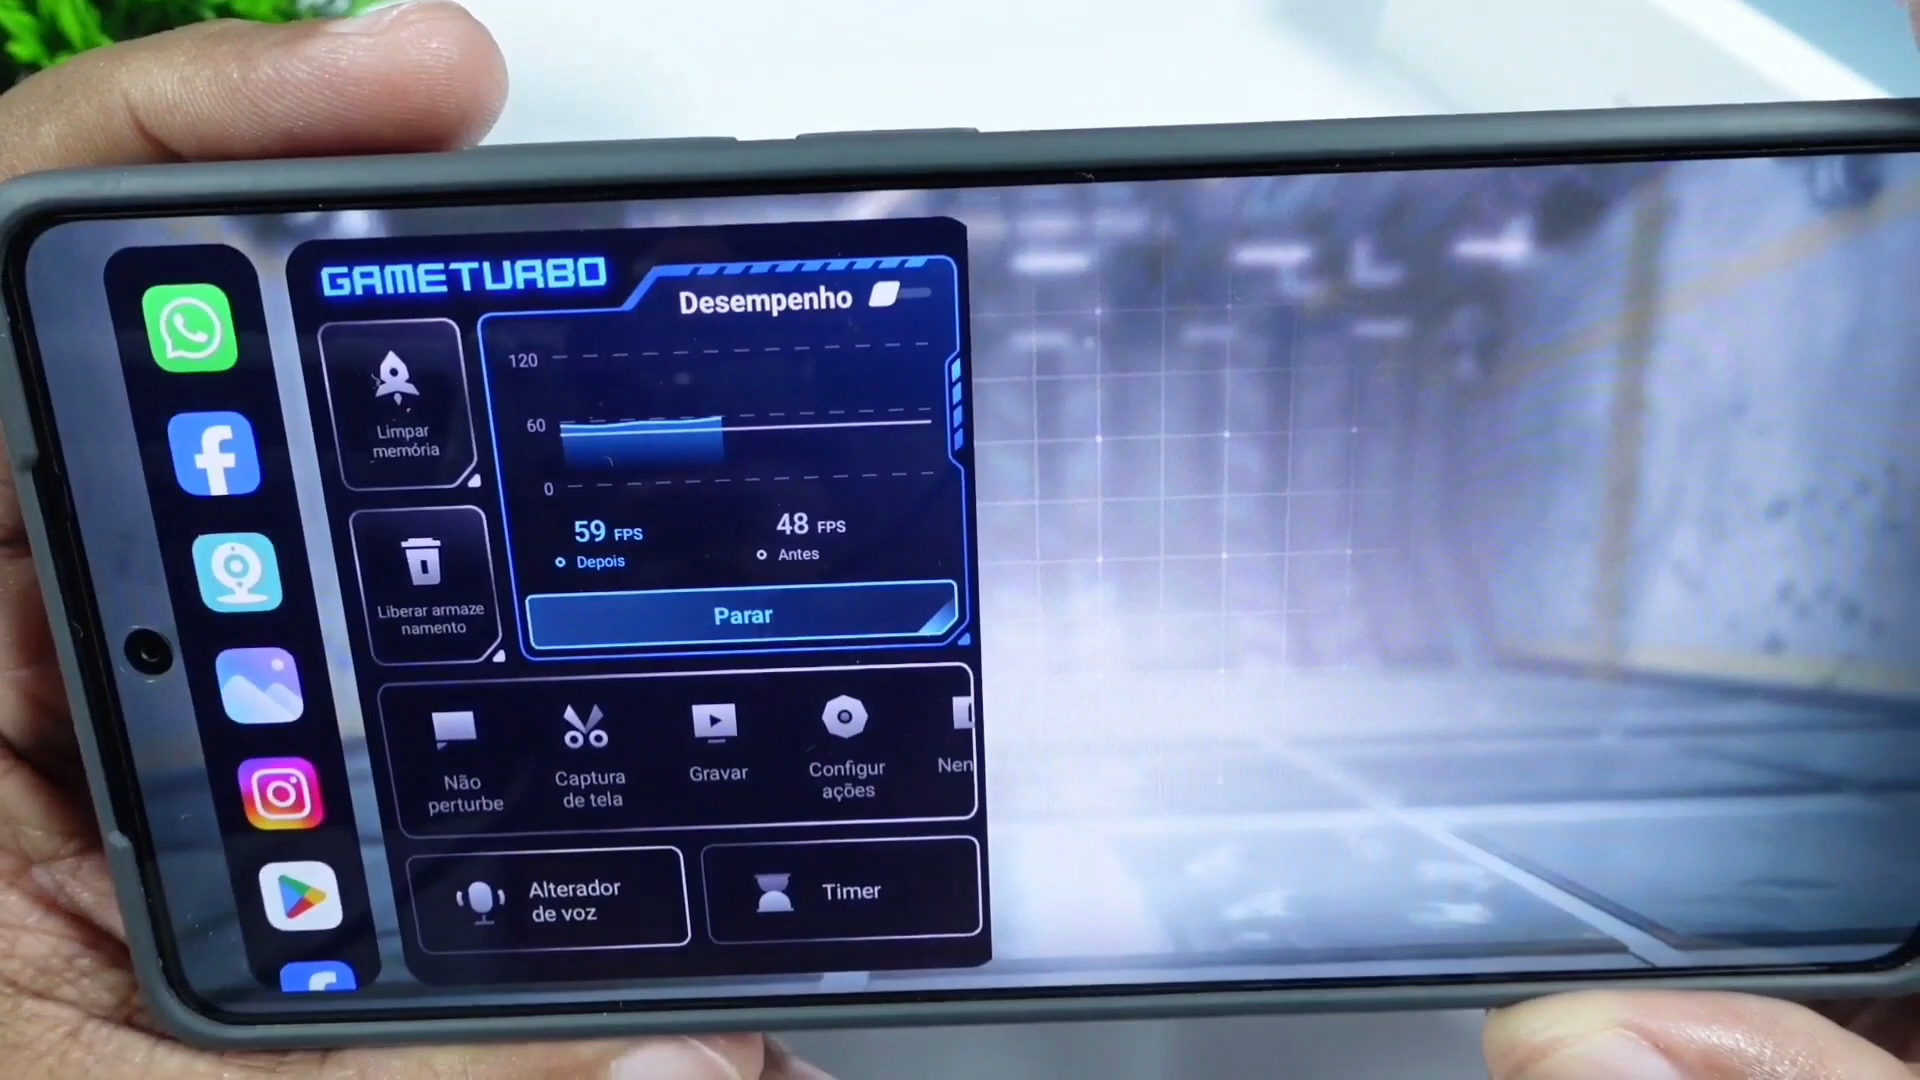 GAMETURBO
Desempenho
120
60
0
59 FPS
Depois
48 FPS
Antes
Parar
Limpar
memória
Liberar armaze
namento
Não
perturbe
Captura
de tela
Gravar
Configur
ações
Nen
Alterador
de voz
Timer